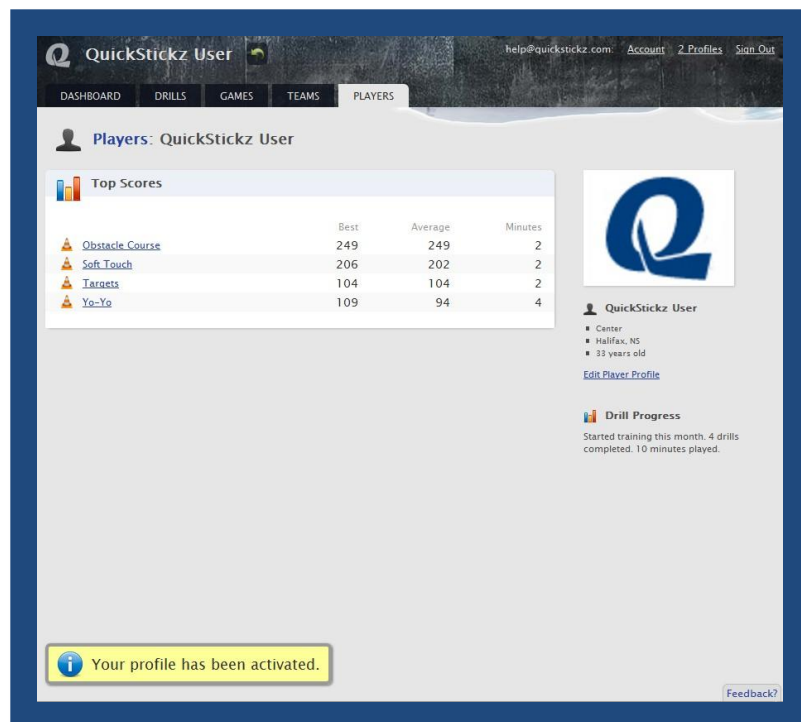 QuickStickz User
help@quickstickz.com: Account 2 Profiles Sign Out
DASHBOARD DRILLS GAMES TEAMS PLAYERS
Players: QuickStickz User
Top Scores
Best Average Minutes
Obstacle Course 249 249 2
Soft Touch 206 202 2
Targets 104 104 2
Yo-Yo 109 94 4
QuickStickz User
Center
Halifax, NS
33 years old
Edit Player Profile
Drill Progress
Started training this month. 4 drills
completed. 10 minutes played.
Your profile has been activated.
Feedback?